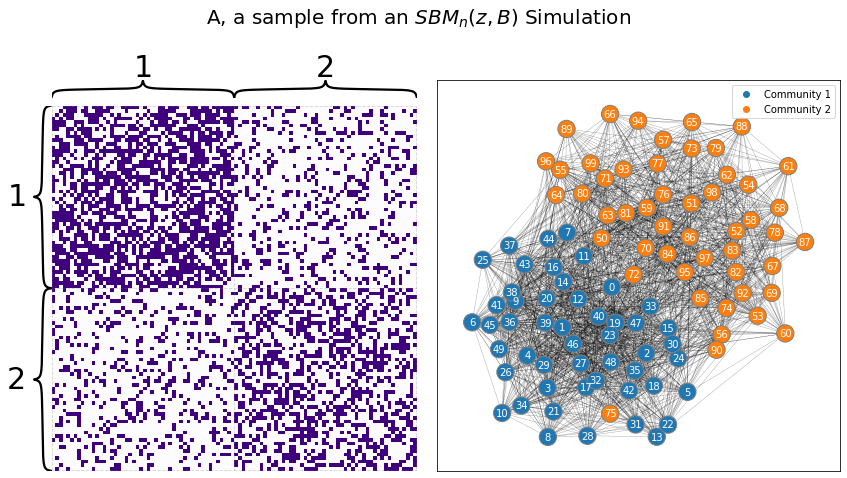 A, a sample from an $SBM_n(z, B)$ Simulation
1 2
1
2
Community 1
Community 2
66
94 65
89 88
57
73 79
96 99 77 61
55 93 62
71 54
64 80 76 98
51 68
63 81 59
58
7 91 52 78
44 50 86 87
37 70 83
11 84 97
25 43 16 67
72 95 82
14 0
38 92 69
9 20 12 85
41 33 74
40 53
6 45 36 39 1 19 47 15
23 56 60
46 30
49 2 90
4 24
29 27 48
26 35
32
3 17 42 18 5
34
10 21 75
31 22
8 28 13